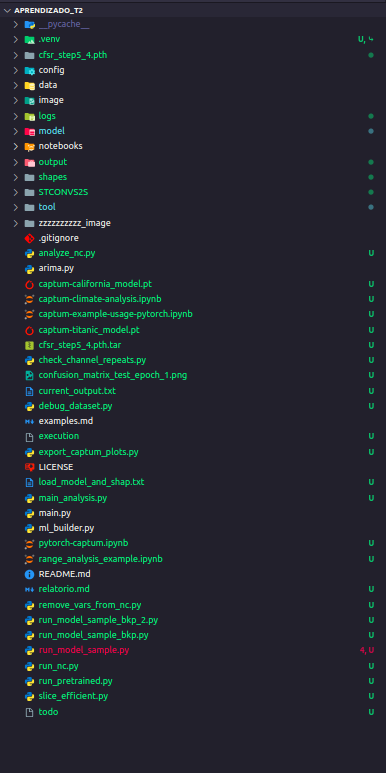 APRENDIZADO_T2
__pycache__
.venv U,
cfsr_step5_4.pth
config
data
image
logs
model
notebooks
output
shapes
STCONVS2S
tool
zzzzzzzzzz_image
.gitignore
analyze_nc.py U
arima.py
captum-california_model.pt U
captum-climate-analysis.ipynb U
captum-example-usage-pytorch.ipynb U
captum-titanic_model.pt U
cfsr_step5_4.pth.tar U
check_channel_repeats.py U
confusion_matrix_test_epoch_1.png U
current_output.txt U
debug_dataset.py U
examples.md
execution U
export_captum_plots.py U
LICENSE
load_model_and_shap.txt U
main_analysis.py U
main.py
ml_builder.py
pytorch-captum.ipynb U
range_analysis_example.ipynb U
README.md
relatorio.md U
remove_vars_from_nc.py U
run_model_sample_bkp_2.py U
run_model_sample_bkp.py U
run_model_sample.py 4, U
run_nc.py U
run_pretrained.py U
slice_efficient.py U
todo U